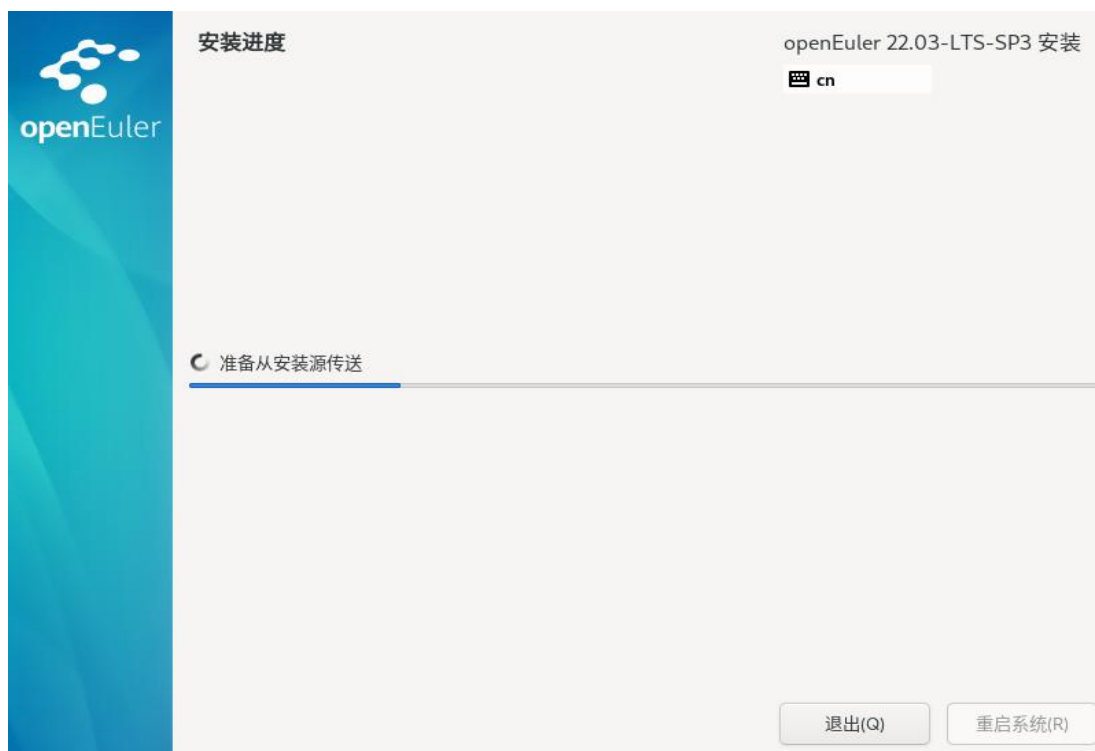 openEuler
安装进度
openEuler 22.03-LTS-SP3 安装
cn
准备从安装源传送
退出(Q)
重启系统(R)